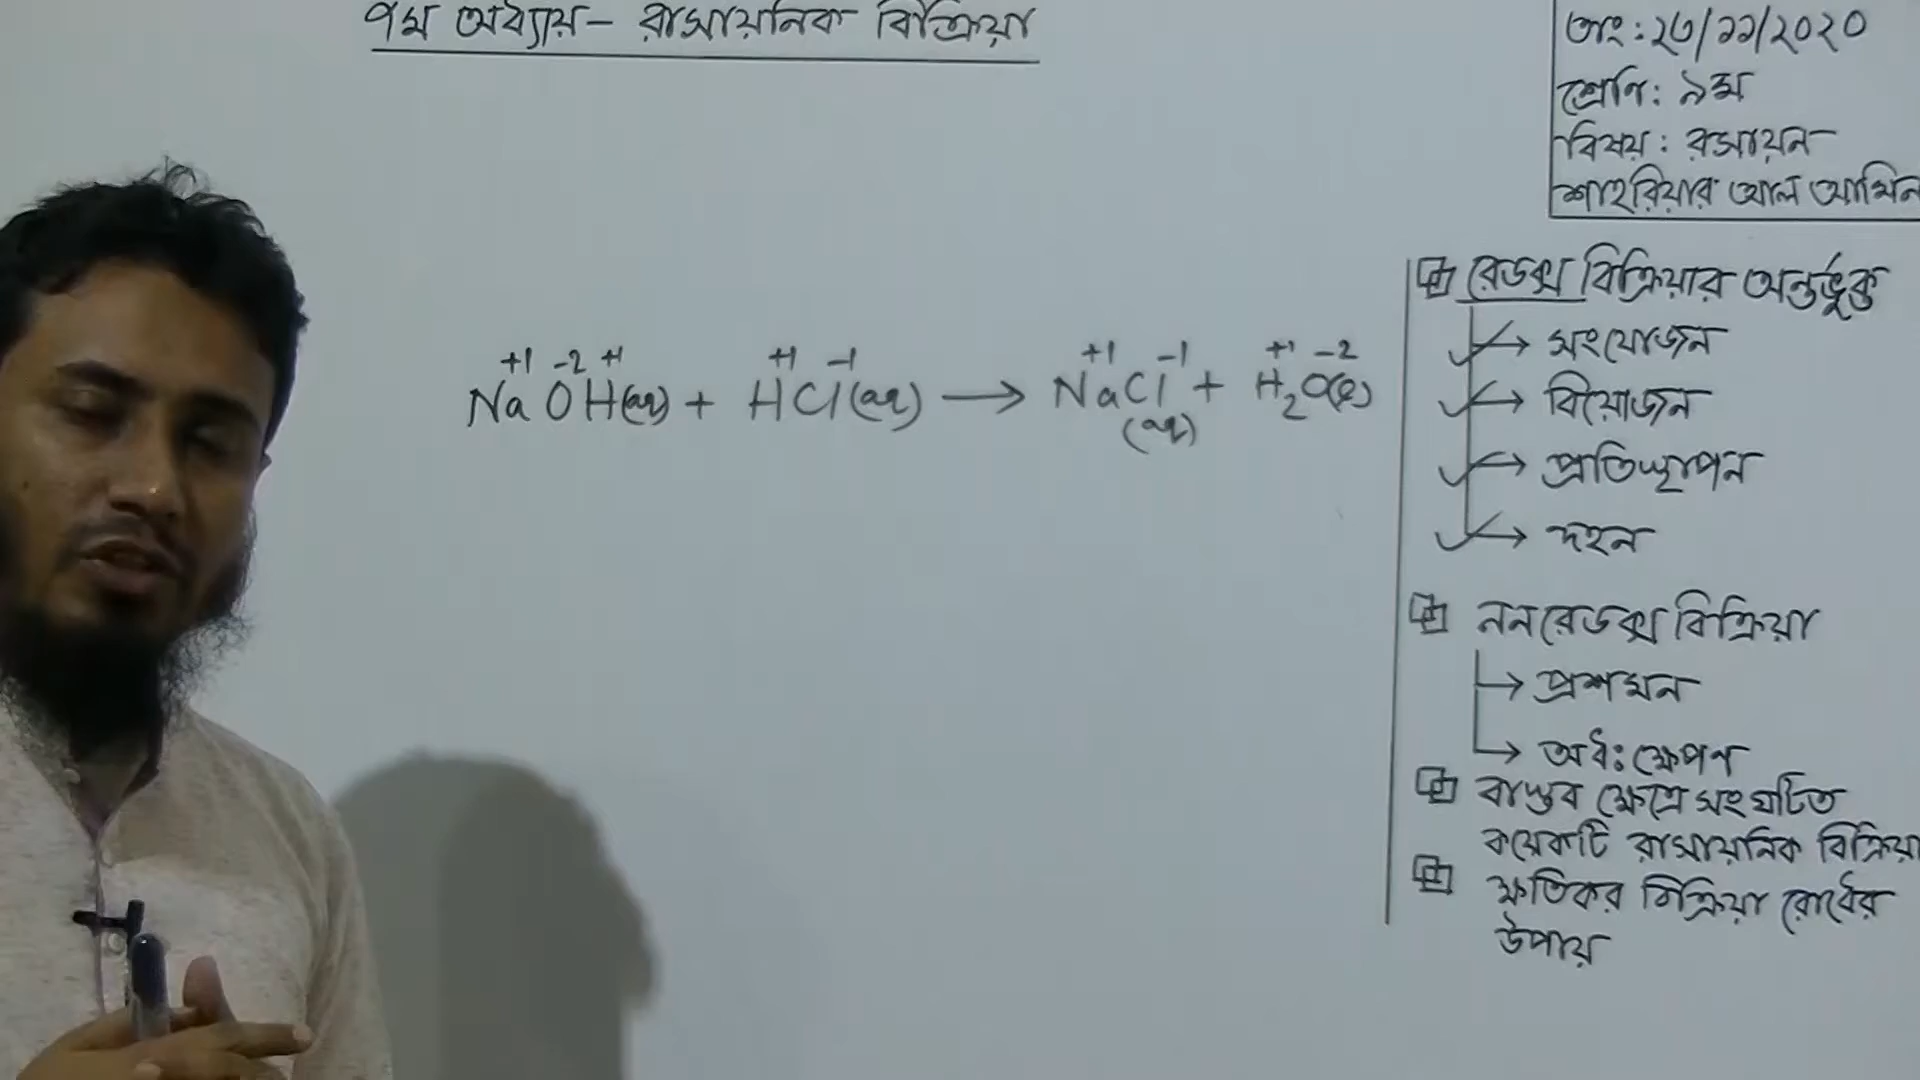 ৭ম অধ্যায়- রাসায়নিক বিক্রিয়া
তাং: ২৩/১১/২০২০
শ্রেণি: ৯ম
বিষয়: রসায়ন
শাহরিয়ার আল আমিন
+1 -2 +1 +1 -1 +1 -1 +1 -2
NaOH(aq) + HCl(aq) → NaCl + H₂O(l)
(aq)
রেডক্স বিক্রিয়ার অন্তর্ভুক্ত
→ সংযোজন
→ বিয়োজন
→ প্রতিস্থাপন
→ দহন
ননরেডক্স বিক্রিয়া
→ প্রশমন
→ অধঃক্ষেপণ
বাস্তব ক্ষেত্রে সংঘটিত
কয়েকটি রাসায়নিক বিক্রিয়া
ক্ষতিকর বিক্রিয়া রোধের
উপায়